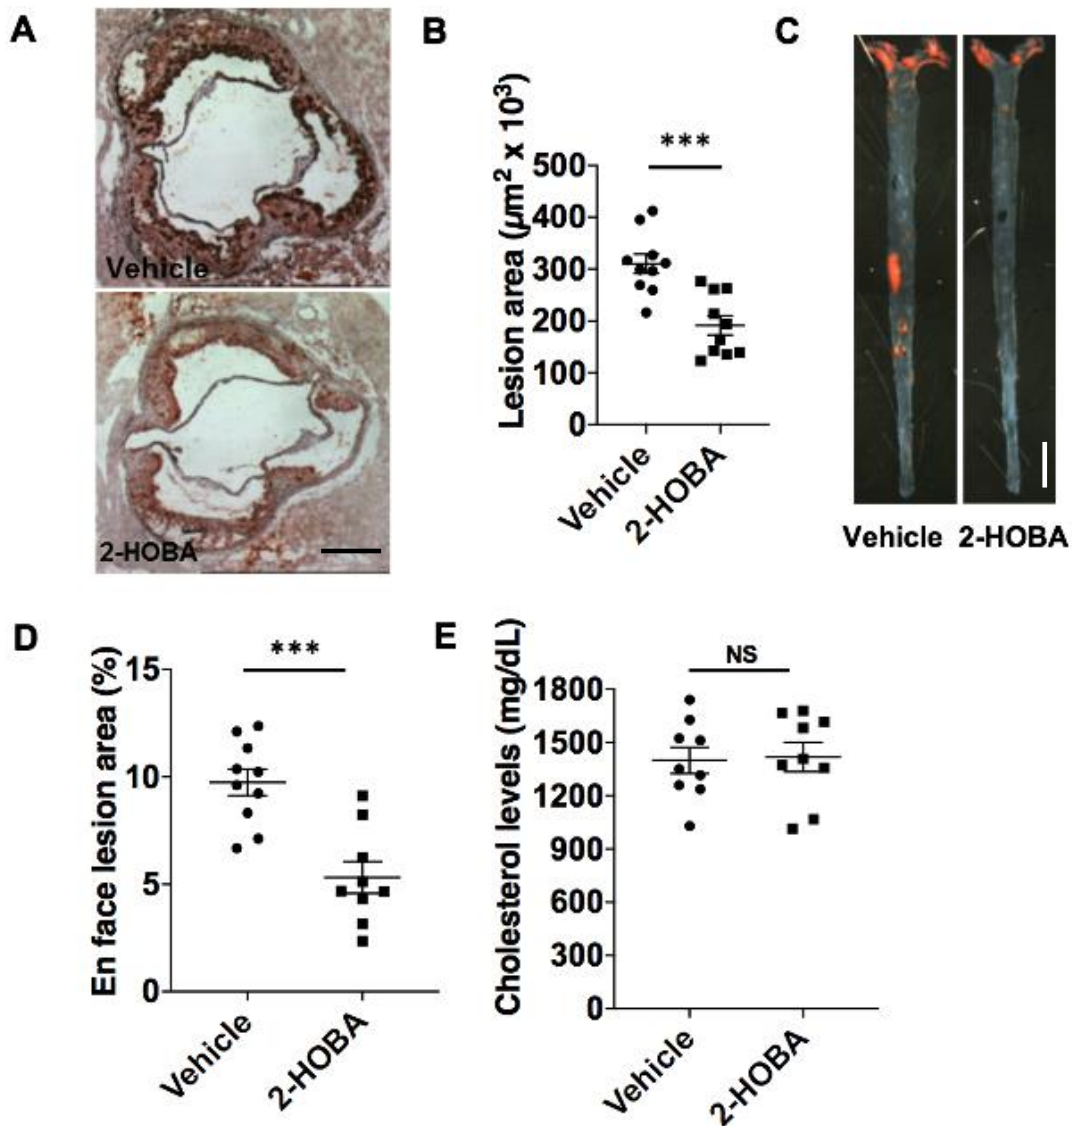 A
Vehicle
2-HOBA
B
Lesion area (μm² x 10³)
500
400
300
200
100
0
***
Vehicle
2-HOBA
C
Vehicle 2-HOBA
D
En face lesion area (%)
15
10
5
0
***
Vehicle
2-HOBA
E
Cholesterol levels (mg/dL)
1800
1500
1200
900
600
300
0
NS
Vehicle
2-HOBA